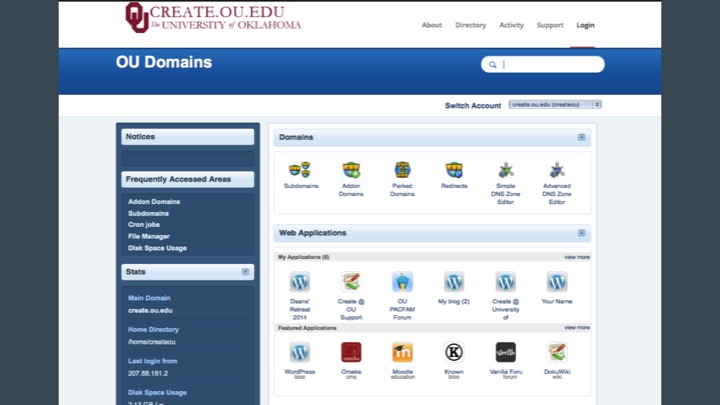 CREATE.OU.EDU
The UNIVERSITY of OKLAHOMA
About Directory Activity Support Login
OU Domains
Switch Account create.ou.edu (createou)
Notices
Frequently Accessed Areas
Addon Domains
Subdomains
Cron jobs
File Manager
Disk Space Usage
Stats
Main Domain
create.ou.edu
Home Directory
/home/createou
Last login from
207.88.181.2
Disk Space Usage
Domains
Subdomains
Addon Domains
Parked Domains
Redirects
Simple DNS Zone Editor
Advanced DNS Zone Editor
Web Applications
My Applications (6) view more
Deans' Retreat 2014
Create @ OU Support
OU PACFAM Forum
My blog (2)
Create @ University of
Your Name
Featured Applications view more
WordPress blog
Omeka cms
Moodle education
Known blog
Vanilla Foru forum
DokuWiki wiki